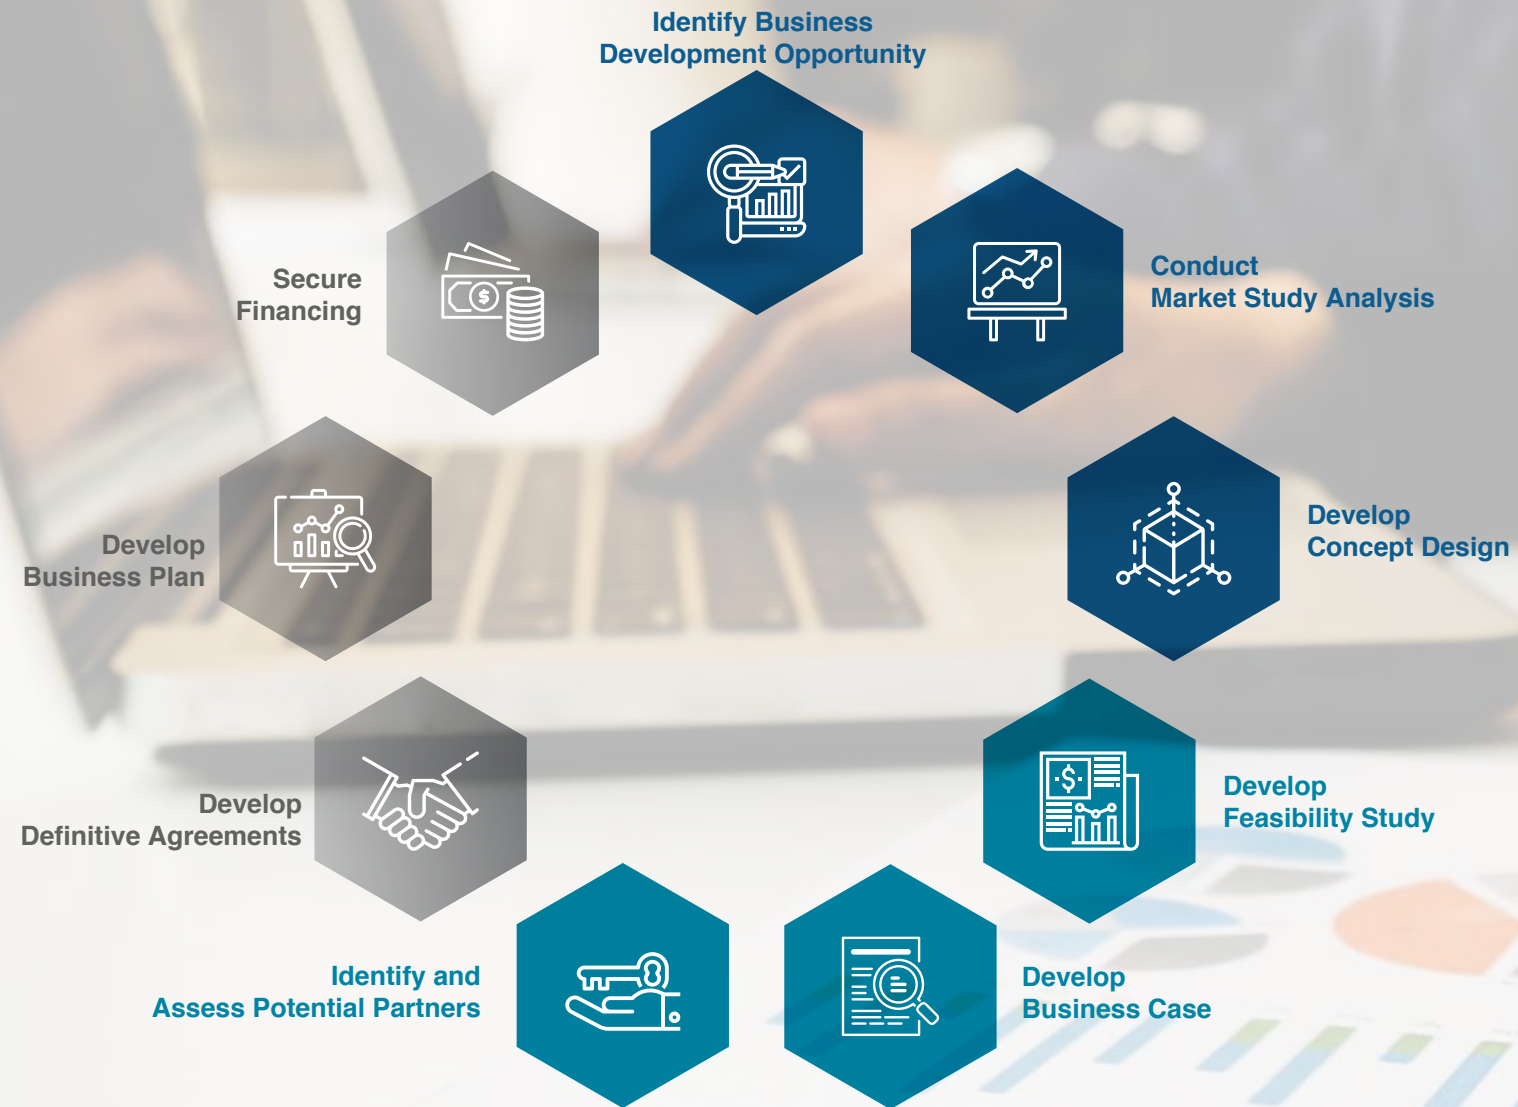 Identify Business
Development Opportunity
Conduct
Market Study Analysis
Develop
Concept Design
Develop
Feasibility Study
Develop
Business Case
Identify and
Assess Potential Partners
Develop
Definitive Agreements
Develop
Business Plan
Secure
Financing
$
$